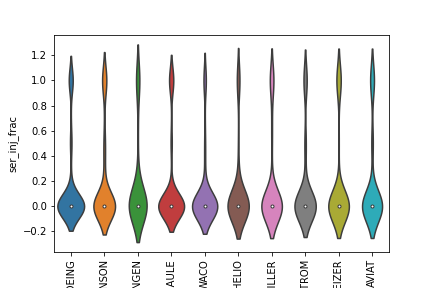 1.2
1.0
0.8
0.6
0.4
0.2
0.0
−0.2
ser_inj_frac
OEING
NSON
NGEN
AULE
WACO
HELIO
ILLER
TROM
EIZER
AVIAT